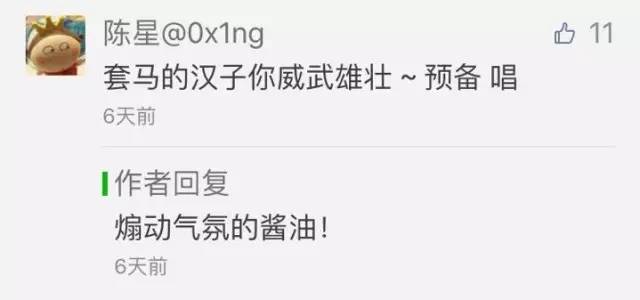 陈星@0x1ng 11
套马的汉子你威武雄壮 ~ 预备 唱
6天前
作者回复
煽动气氛的酱油！
6天前